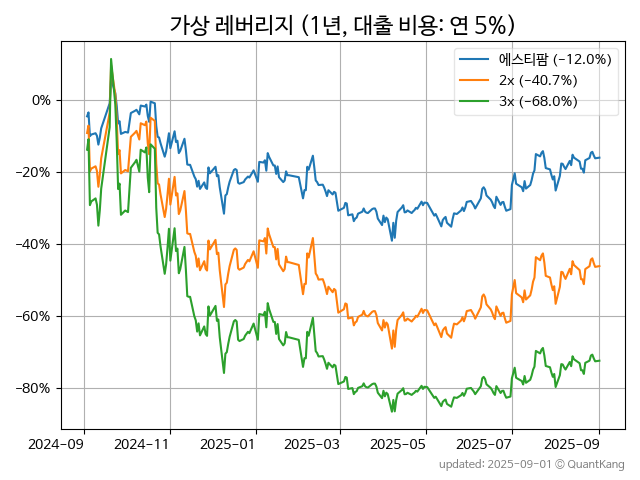 가상 레버리지 (1년, 대출 비용: 연 5%)
에스티팜 (−12.0%)
2x (−40.7%)
3x (−68.0%)
0%
−20%
−40%
−60%
−80%
2024-09 2024-11 2025-01 2025-03 2025-05 2025-07 2025-09
updated: 2025-09-01 © QuantKang